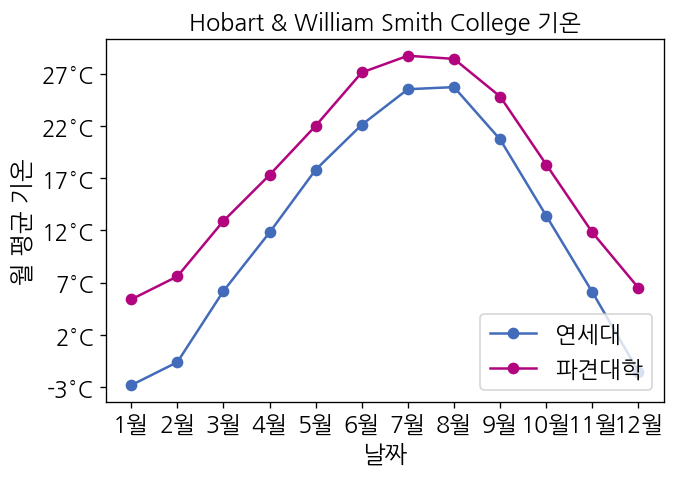 Hobart & William Smith College 기온
월 평균 기온
27˚C
22˚C
17˚C
12˚C
7˚C
2˚C
-3˚C
연세대
파견대학
1월 2월 3월 4월 5월 6월 7월 8월 9월 10월 11월 12월
날짜